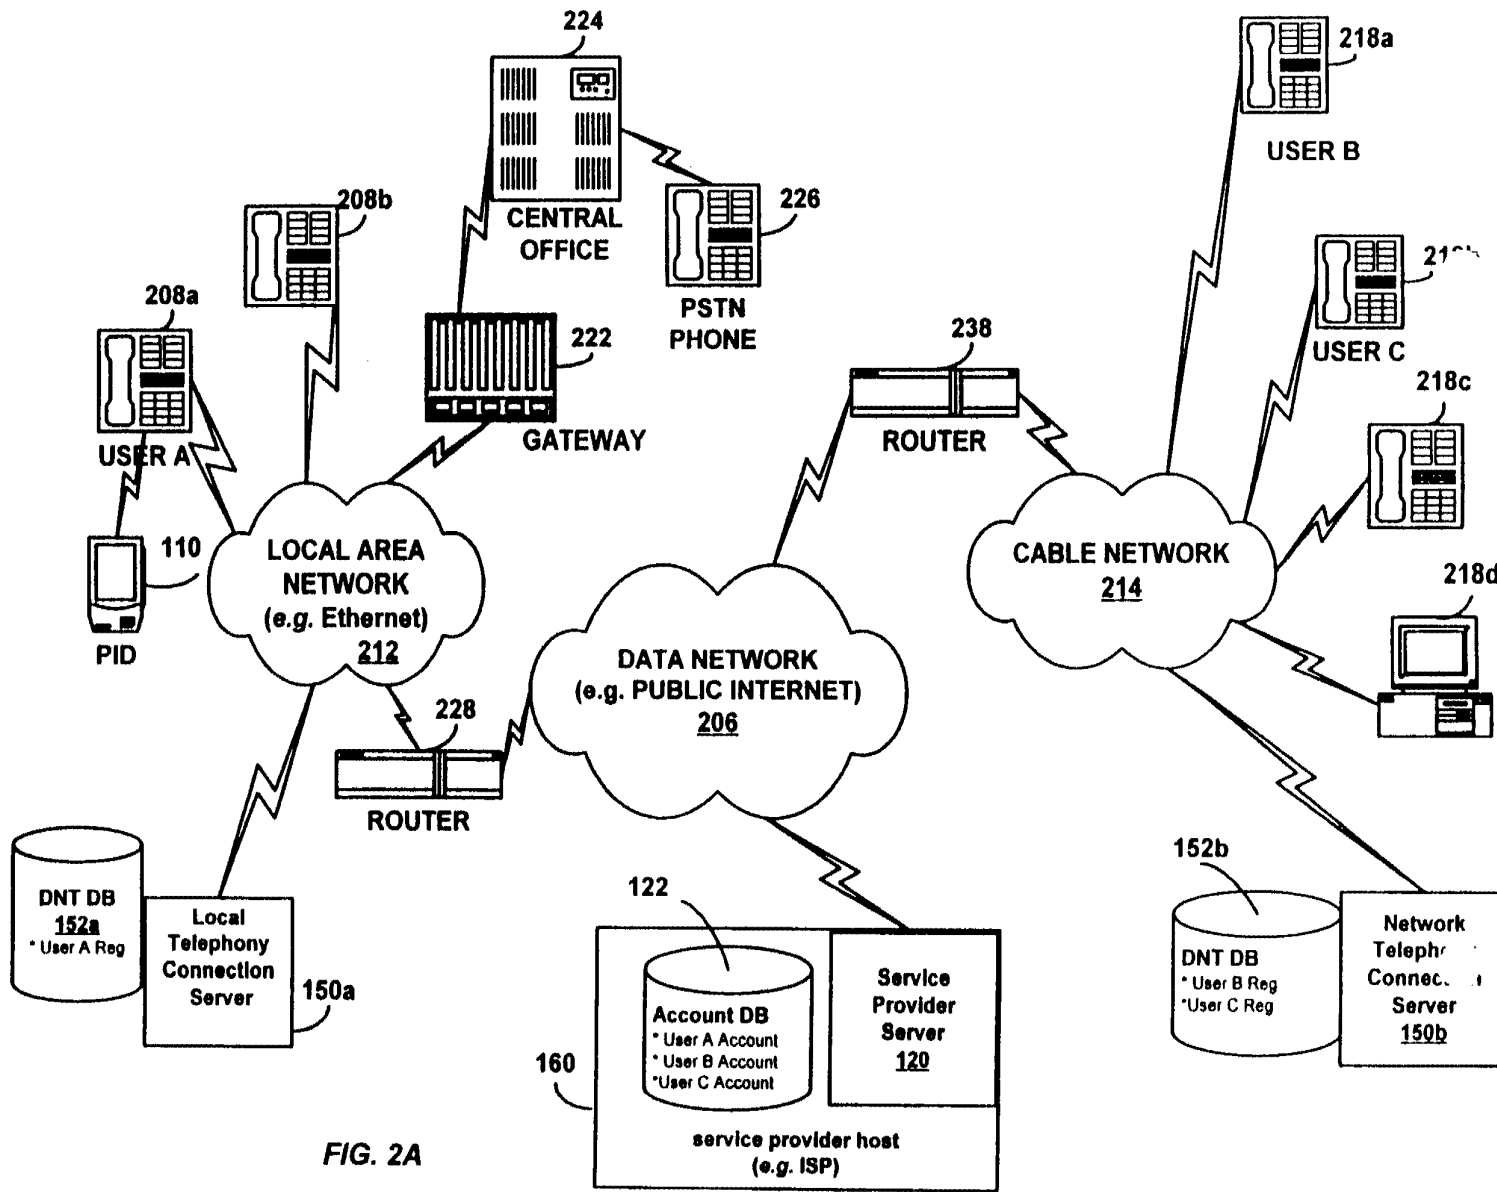 224
CENTRAL
OFFICE
208b
226
PSTN
PHONE
208a
USER A
222
GATEWAY
110
PID
LOCAL AREA
NETWORK
(e.g. Ethernet)
212
228
ROUTER
DATA NETWORK
(e.g. PUBLIC INTERNET)
206
238
ROUTER
CABLE NETWORK
214
218a
USER B
USER C
218c
218d
DNT DB
152a
* User A Reg
Local
Telephony
Connection
Server
150a
122
Account DB
* User A Account
* User B Account
*User C Account
Service
Provider
Server
120
160
service provider host
(e.g. ISP)
152b
DNT DB
* User B Reg
*User C Reg
Network
Server
150b
FIG. 2A